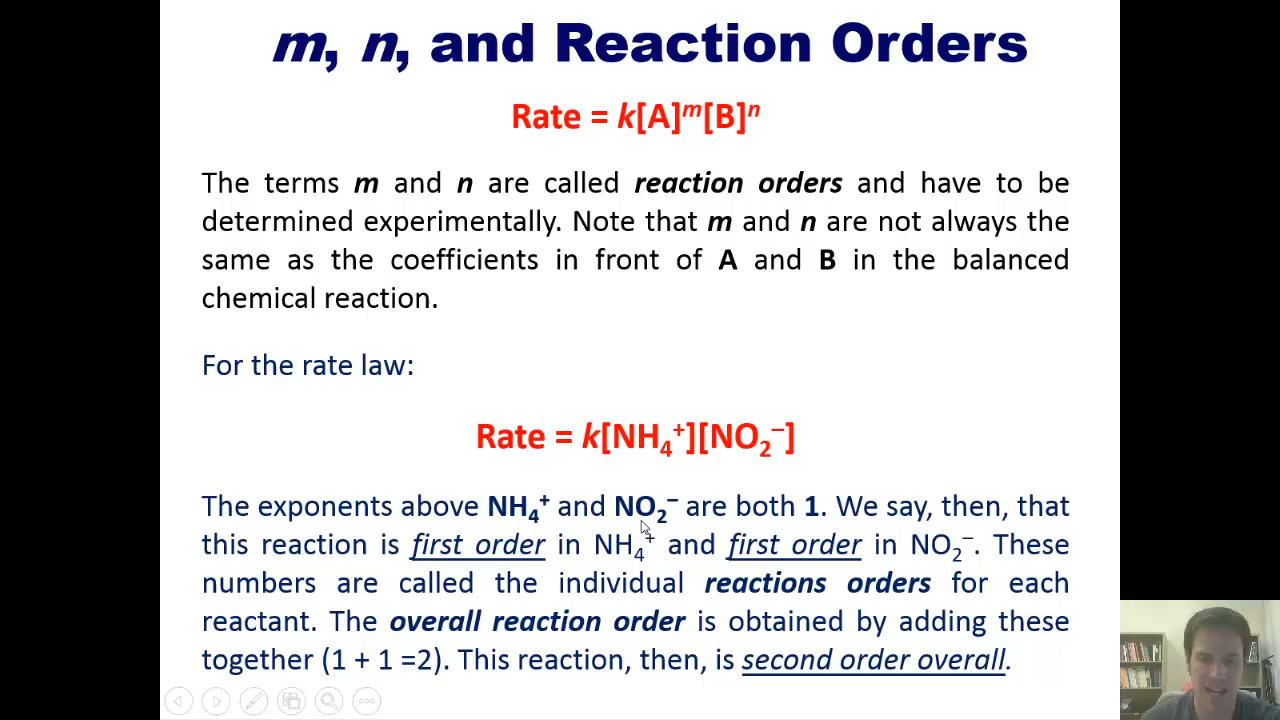 m, n, and Reaction Orders
Rate = k[A]ᵐ[B]ⁿ
The terms m and n are called reaction orders and have to be
determined experimentally. Note that m and n are not always the
same as the coefficients in front of A and B in the balanced
chemical reaction.
For the rate law:
Rate = k[NH₄⁺][NO₂⁻]
The exponents above NH₄⁺ and NO₂⁻ are both 1. We say, then, that
this reaction is first order in NH₄⁺ and first order in NO₂⁻. These
numbers are called the individual reactions orders for each
reactant. The overall reaction order is obtained by adding these
together (1 + 1 =2). This reaction, then, is second order overall.